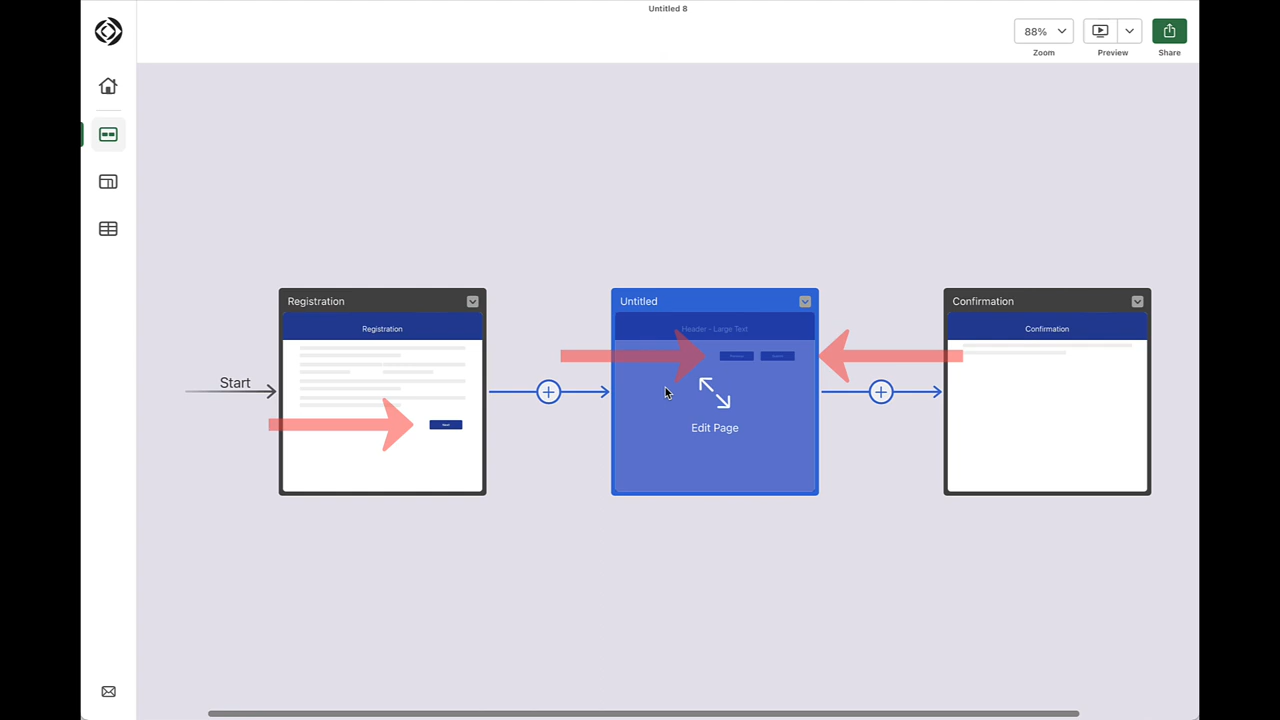 Untitled 8
88%
Zoom
Preview
Share
Registration
Registration
Start
Untitled
Header - Large Text
Edit Page
Confirmation
Confirmation